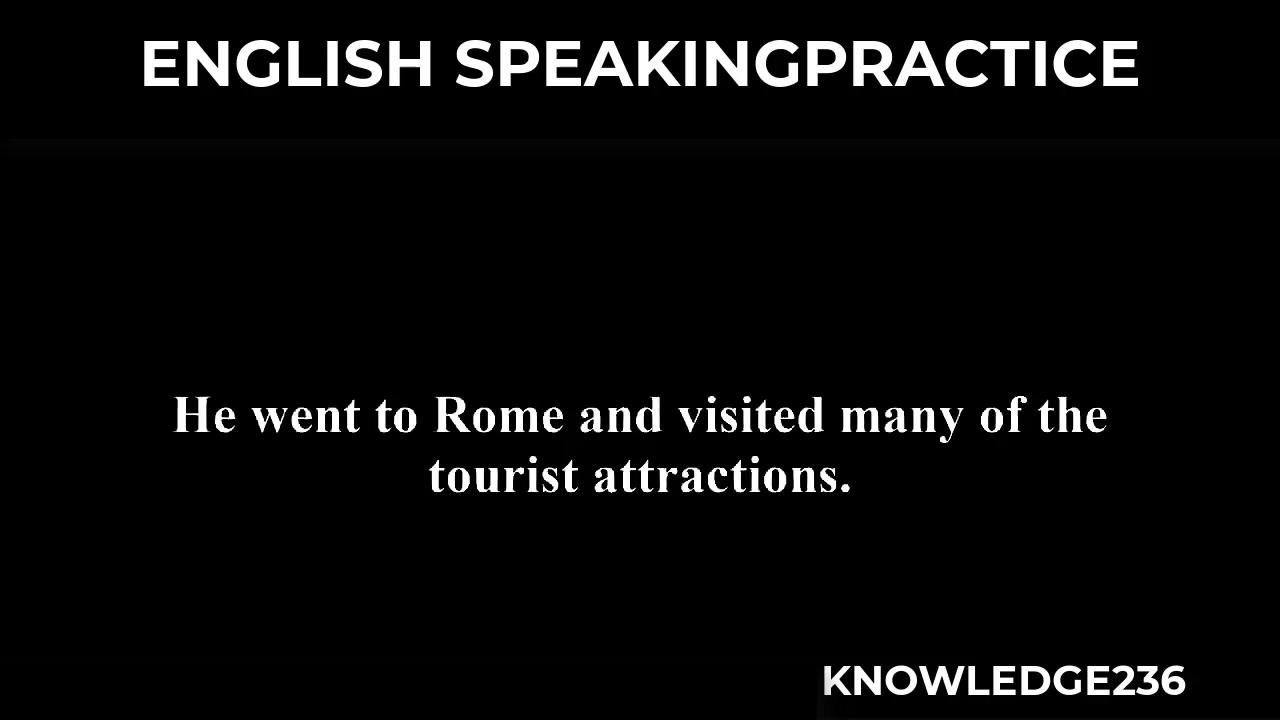 ENGLISH SPEAKINGPRACTICE
He went to Rome and visited many of the
tourist attractions.
KNOWLEDGE236